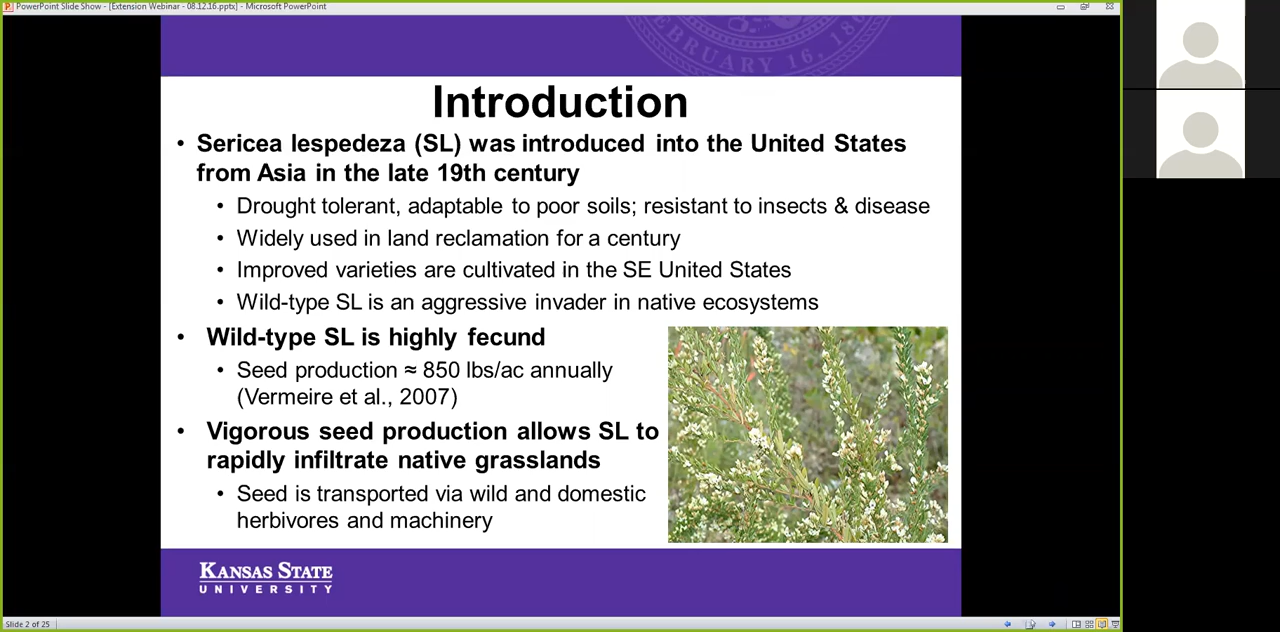 PowerPoint Slide Show - [Extension Webinar - 08.12.16.pptx] - Microsoft PowerPoint
FEBRUARY 16, 186
Introduction
• Sericea lespedeza (SL) was introduced into the United States
from Asia in the late 19th century
• Drought tolerant, adaptable to poor soils; resistant to insects & disease
• Widely used in land reclamation for a century
• Improved varieties are cultivated in the SE United States
• Wild-type SL is an aggressive invader in native ecosystems
• Wild-type SL is highly fecund
• Seed production ≈ 850 lbs/ac annually
(Vermeire et al., 2007)
• Vigorous seed production allows SL to
rapidly infiltrate native grasslands
• Seed is transported via wild and domestic
herbivores and machinery
KANSAS STATE
UNIVERSITY
Slide 2 of 25